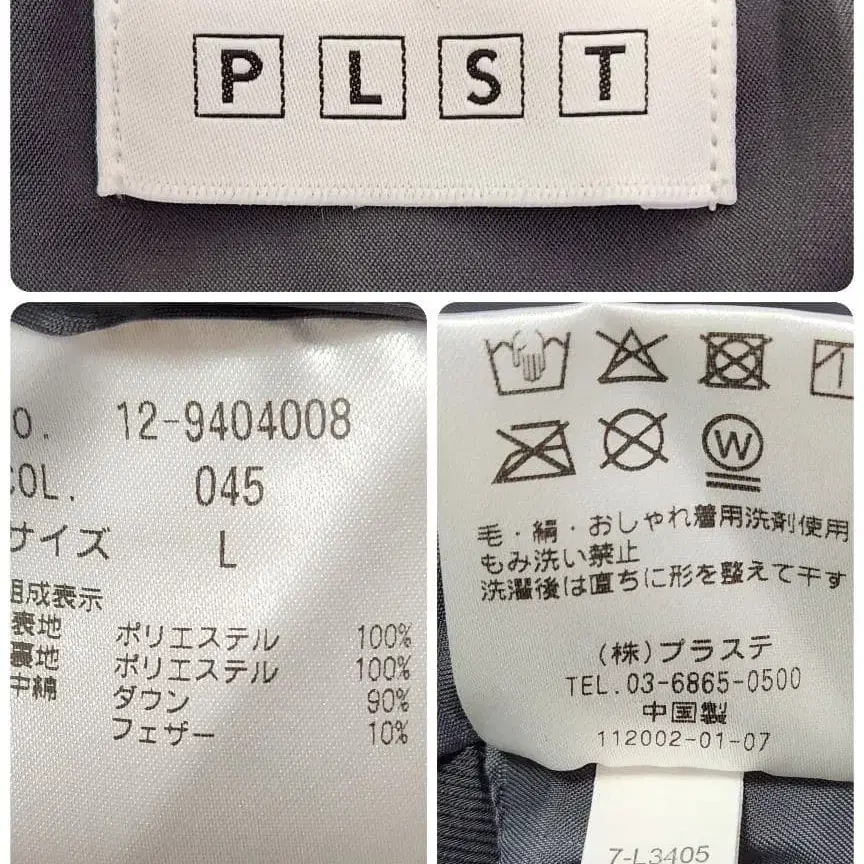 P L S T
O. 12-9404008
COL. 045
サイズ L
組成表示
表地 ポリエステル 100%
裏地 ポリエステル 100%
中綿 ダウン 90%
フェザー 10%
W
毛・絹・おしゃれ着用洗剤使用
もみ洗い禁止
洗濯後は直ちに形を整えて干す
(株)プラステ
TEL.03-6865-0500
中国製
112002-01-07
7-L3405